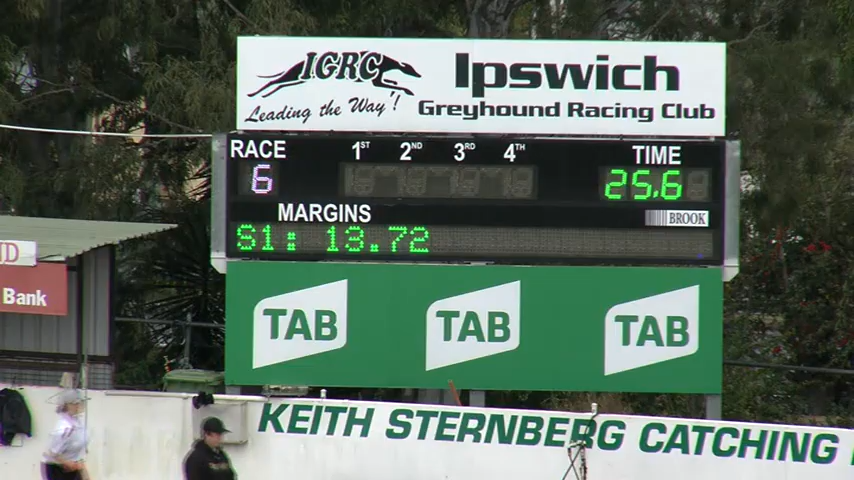 IGRC
Leading the Way!
Ipswich
Greyhound Racing Club
RACE 1ST 2ND 3RD 4TH TIME
6 25.6
MARGINS BROOK
S1: 13.72
TAB TAB TAB
Bank
KEITH STERNBERG CATCHING